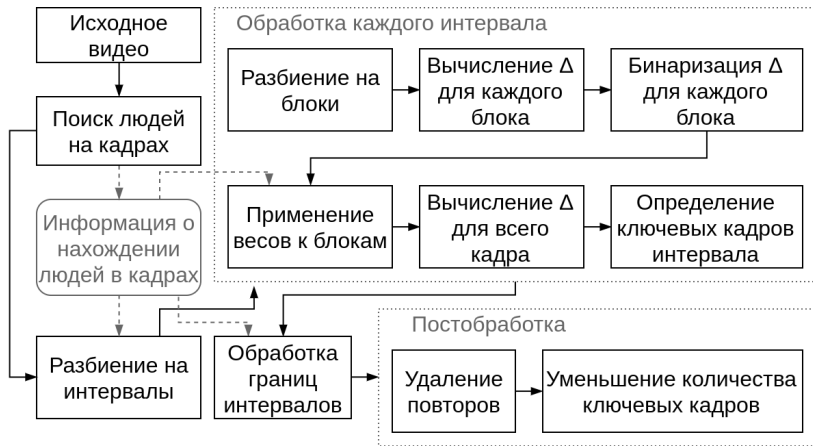 Исходное
видео
Поиск людей
на кадрах
Информация о
нахождении
людей в кадрах
Разбиение на
интервалы
Обработка каждого интервала
Разбиение на
блоки
Вычисление Δ
для каждого
блока
Бинаризация Δ
для каждого
блока
Применение
весов к блокам
Вычисление Δ
для всего
кадра
Определение
ключевых кадров
интервала
Обработка
границ
интервалов
Постобработка
Удаление
повторов
Уменьшение количества
ключевых кадров